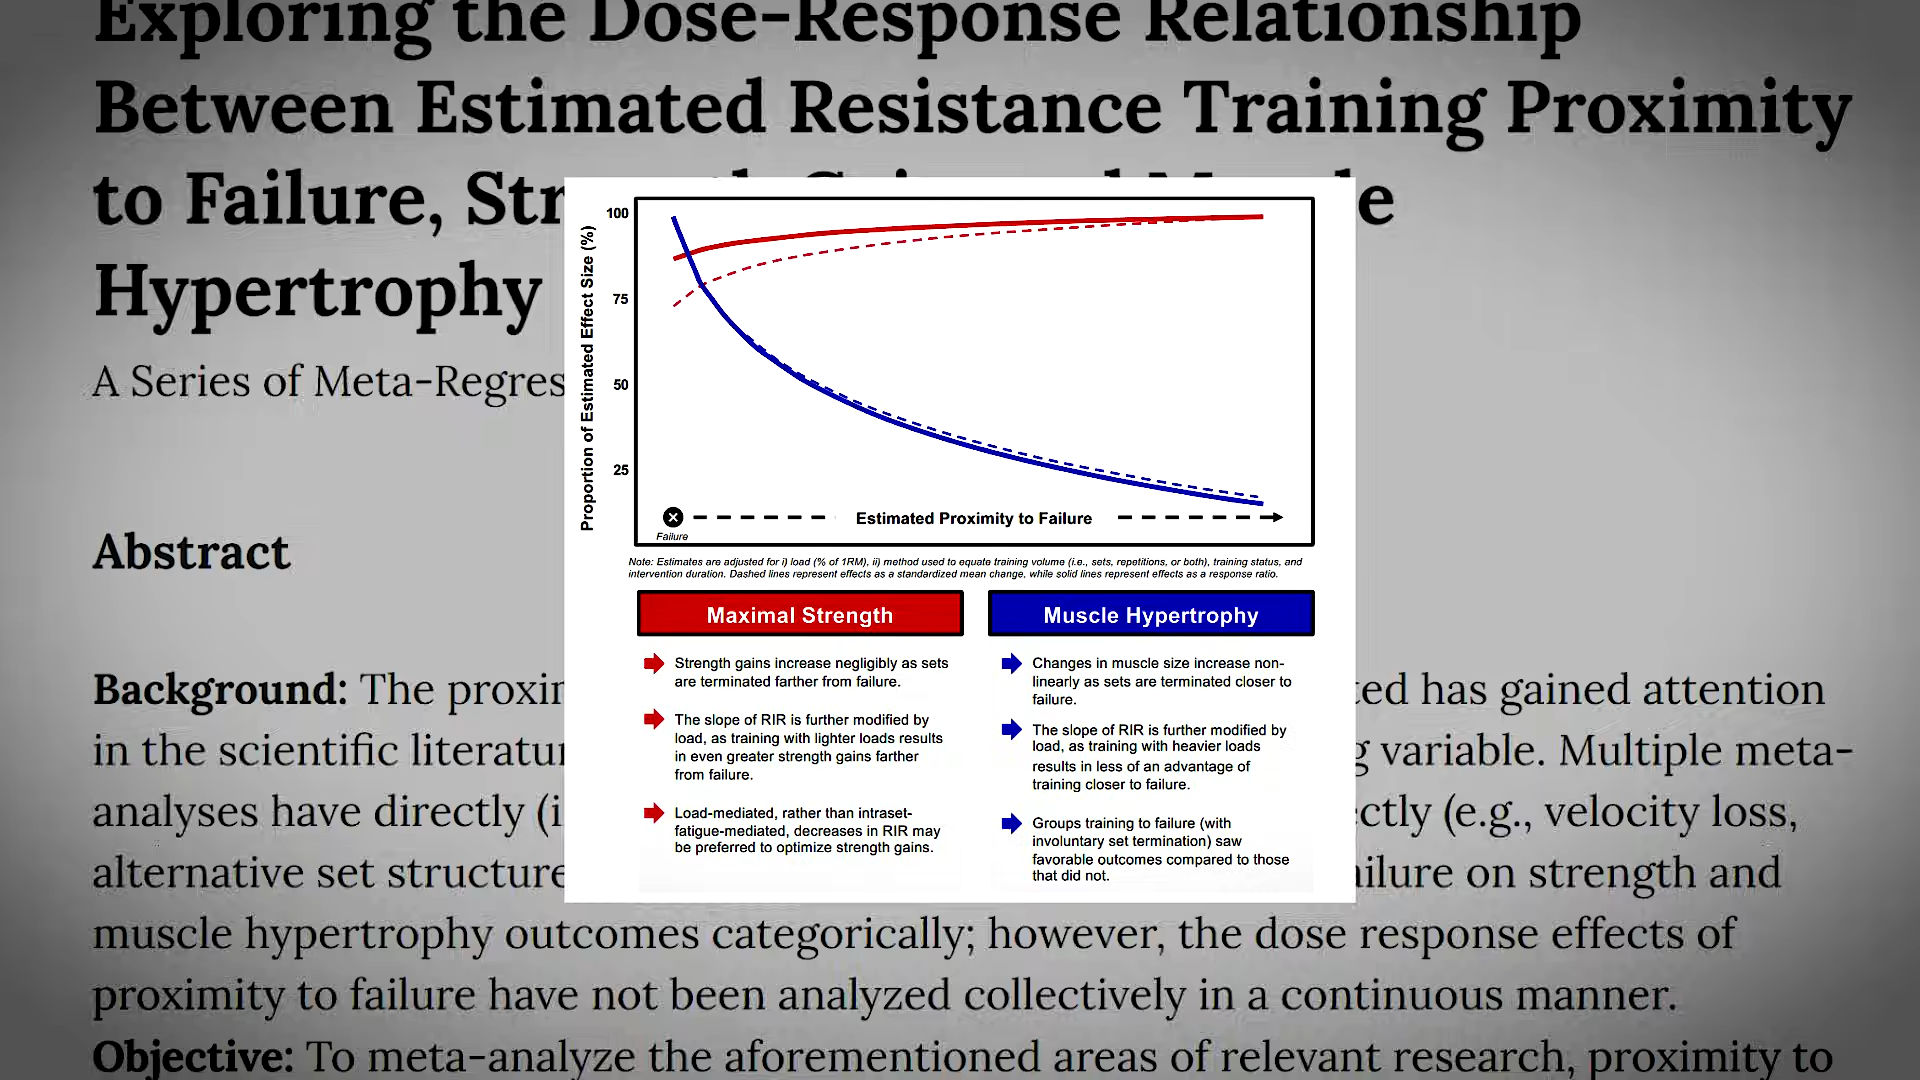 Exploring the Dose-Response Relationship
Between Estimated Resistance Training Proximity
to Failure, Str
Hypertrophy
A Series of Meta-Regres
Abstract
Background: The proxi
ted has gained attention
in the scientific literatu
g variable. Multiple meta-
analyses have directly (i
ctly (e.g., velocity loss,
alternative set structure
ailure on strength and
muscle hypertrophy outcomes categorically; however, the dose response effects of
proximity to failure have not been analyzed collectively in a continuous manner.
Objective: To meta-analyze the aforementioned areas of relevant research, proximity to
Proportion of Estimated Effect Size (%)
100
75
50
25
Failure
Estimated Proximity to Failure
Note: Estimates are adjusted for i) load (% of 1RM), ii) method used to equate training volume (i.e., sets, repetitions, or both), training status, and
intervention duration. Dashed lines represent effects as a standardized mean change, while solid lines represent effects as a response ratio.
Maximal Strength
Strength gains increase negligibly as sets
are terminated farther from failure.
The slope of RIR is further modified by
load, as training with lighter loads results
in even greater strength gains farther
from failure.
Load-mediated, rather than intraset-
fatigue-mediated, decreases in RIR may
be preferred to optimize strength gains.
Muscle Hypertrophy
Changes in muscle size increase non-
linearly as sets are terminated closer to
failure.
The slope of RIR is further modified by
load, as training with heavier loads
results in less of an advantage of
training closer to failure.
Groups training to failure (with
involuntary set termination) saw
favorable outcomes compared to those
that did not.